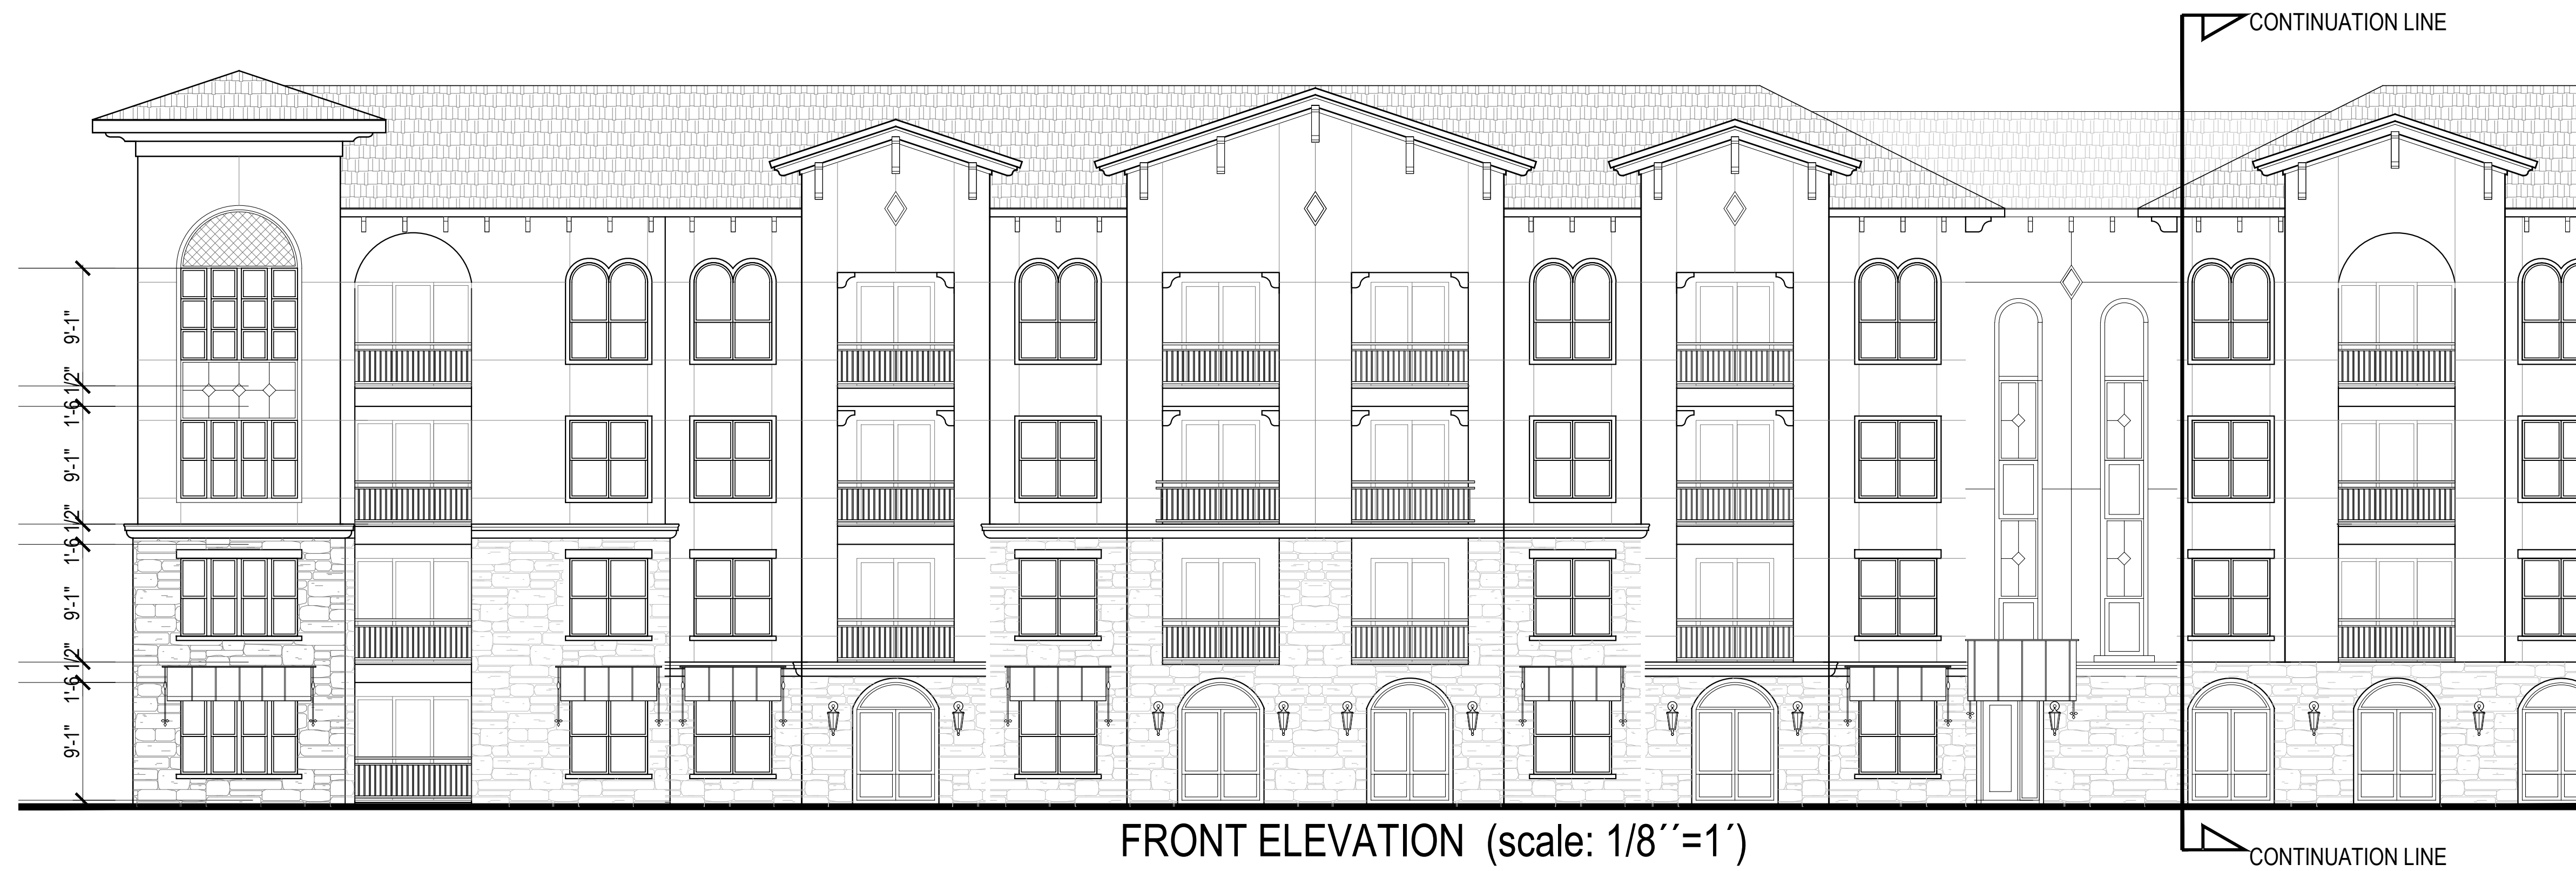 CONTINUATION LINE
9'-1"
1'-6 1/2"
9'-1"
1'-6 1/2"
9'-1"
1'-6 1/2"
9'-1"
FRONT ELEVATION (scale: 1/8´´=1´)
CONTINUATION LINE